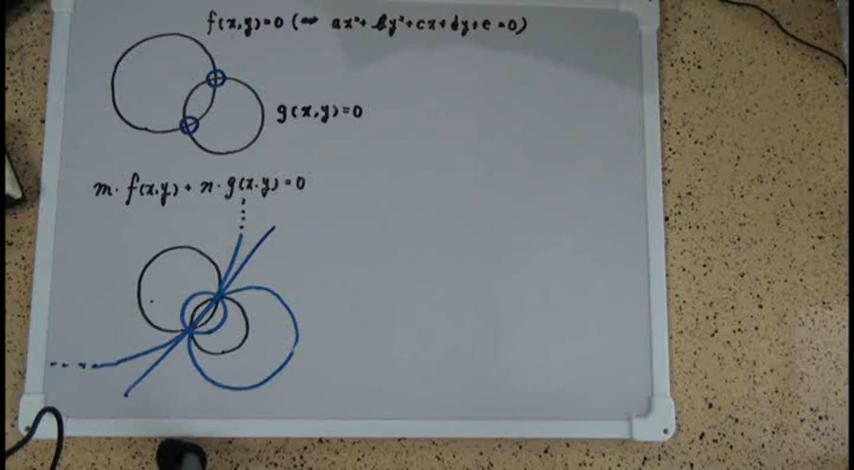 f(x,y)=0 (⇔ ax²+by²+cx+dy+e=0)
g(x,y)=0
m·f(x,y)+n·g(x,y)=0